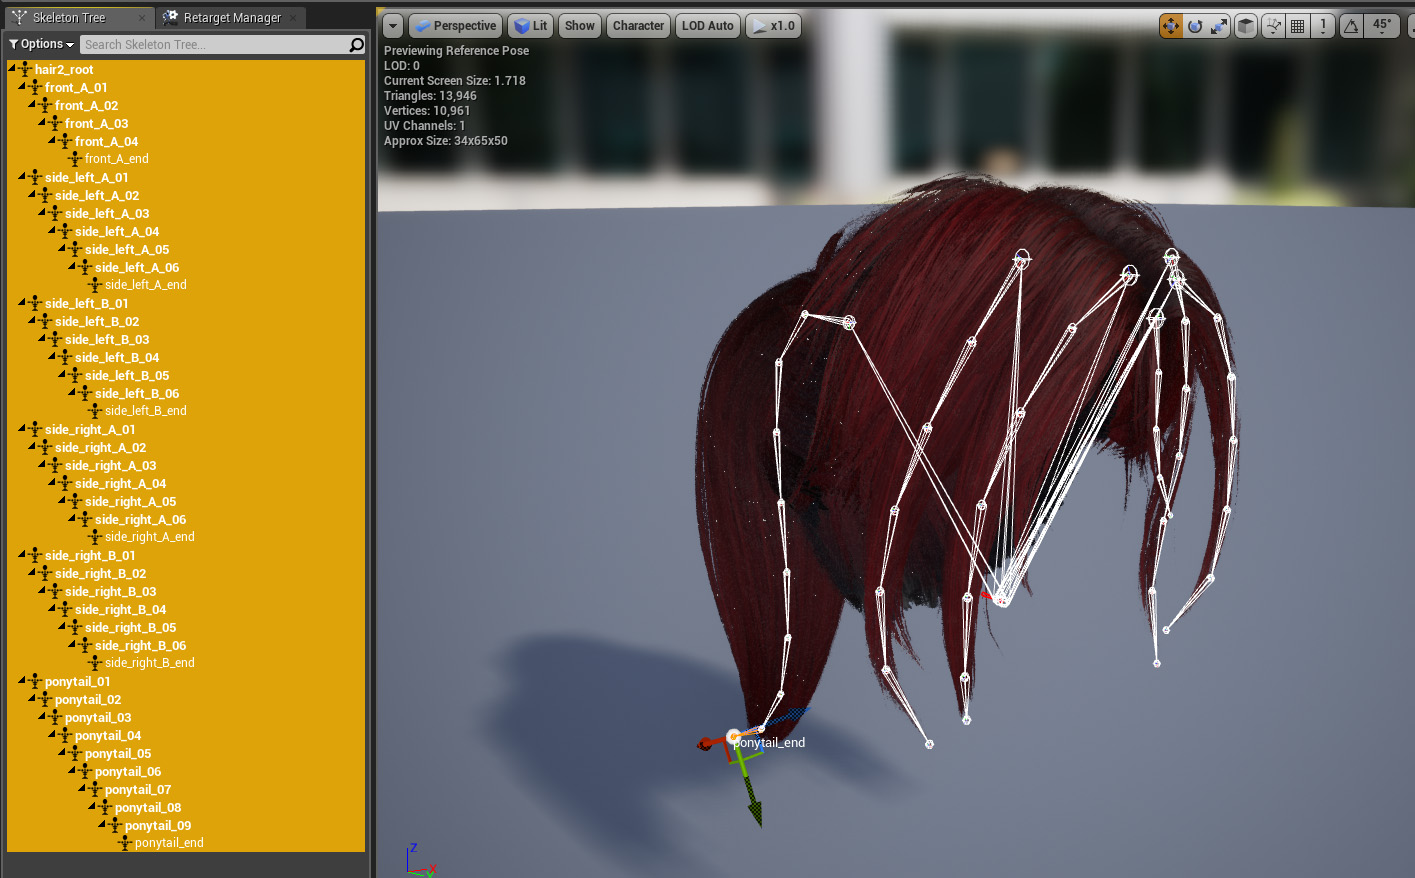 Skeleton Tree
Retarget Manager
Options
Search Skeleton Tree...
hair2_root
front_A_01
front_A_02
front_A_03
front_A_04
front_A_end
side_left_A_01
side_left_A_02
side_left_A_03
side_left_A_04
side_left_A_05
side_left_A_06
side_left_A_end
side_left_B_01
side_left_B_02
side_left_B_03
side_left_B_04
side_left_B_05
side_left_B_06
side_left_B_end
side_right_A_01
side_right_A_02
side_right_A_03
side_right_A_04
side_right_A_05
side_right_A_06
side_right_A_end
side_right_B_01
side_right_B_02
side_right_B_03
side_right_B_04
side_right_B_05
side_right_B_06
side_right_B_end
ponytail_01
ponytail_02
ponytail_03
ponytail_04
ponytail_05
ponytail_06
ponytail_07
ponytail_08
ponytail_09
ponytail_end
Perspective Lit Show Character LOD Auto x1.0 1 45°
Previewing Reference Pose
LOD: 0
Current Screen Size: 1.718
Triangles: 13,946
Vertices: 10,961
UV Channels: 1
Approx Size: 34x65x50
ponytail_end
Z
X
Y